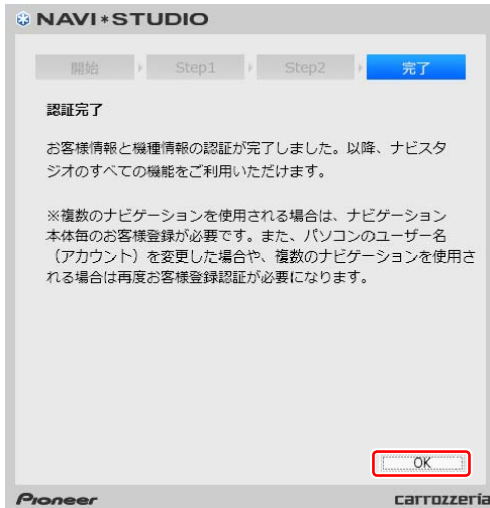 NAVI*STUDIO
開始 Step1 Step2 完了
認証完了
お客様情報と機種情報の認証が完了しました。以降、ナビスタ
ジオのすべての機能をご利用いただけます。
※複数のナビゲーションを使用される場合は、ナビゲーション
本体毎のお客様登録が必要です。また、パソコンのユーザー名
（アカウント）を変更した場合や、複数のナビゲーションを使用さ
れる場合は再度お客様登録認証が必要になります。
OK
Pioneer carrozzeria